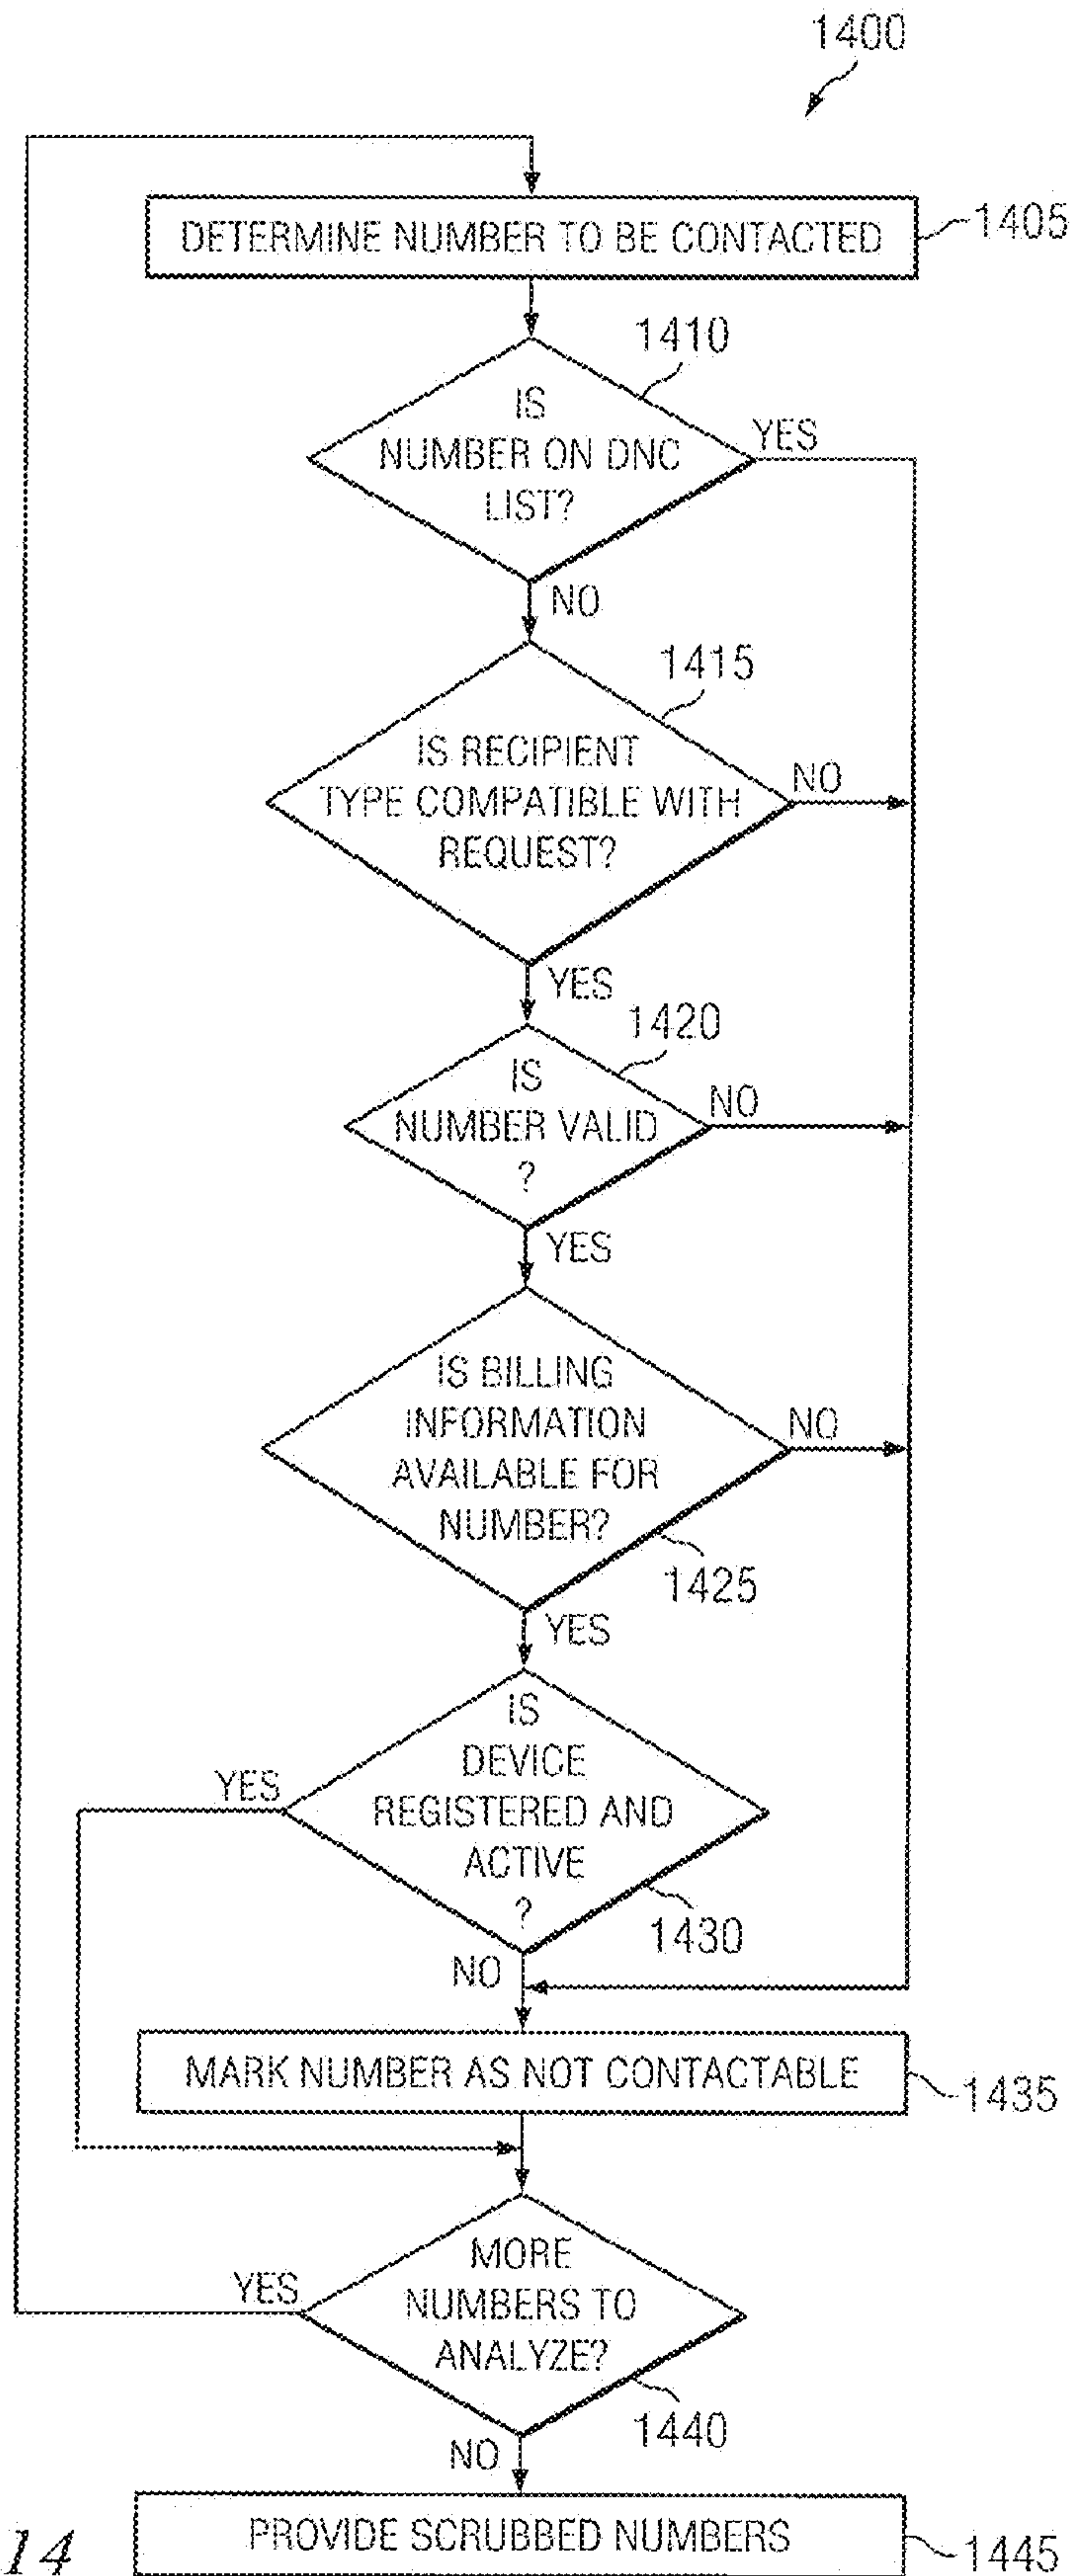 1400
DETERMINE NUMBER TO BE CONTACTED
1405
1410
IS
NUMBER ON DNC
LIST?
YES
NO
1415
IS RECIPIENT
TYPE COMPATIBLE WITH
REQUEST?
NO
YES
1420
IS
NUMBER VALID
?
NO
YES
IS BILLING
INFORMATION
AVAILABLE FOR
NUMBER?
NO
1425
YES
IS
DEVICE
REGISTERED AND
ACTIVE
?
YES
1430
NO
MARK NUMBER AS NOT CONTACTABLE
1435
MORE
NUMBERS TO
ANALYZE?
YES
1440
NO
PROVIDE SCRUBBED NUMBERS
1445
14